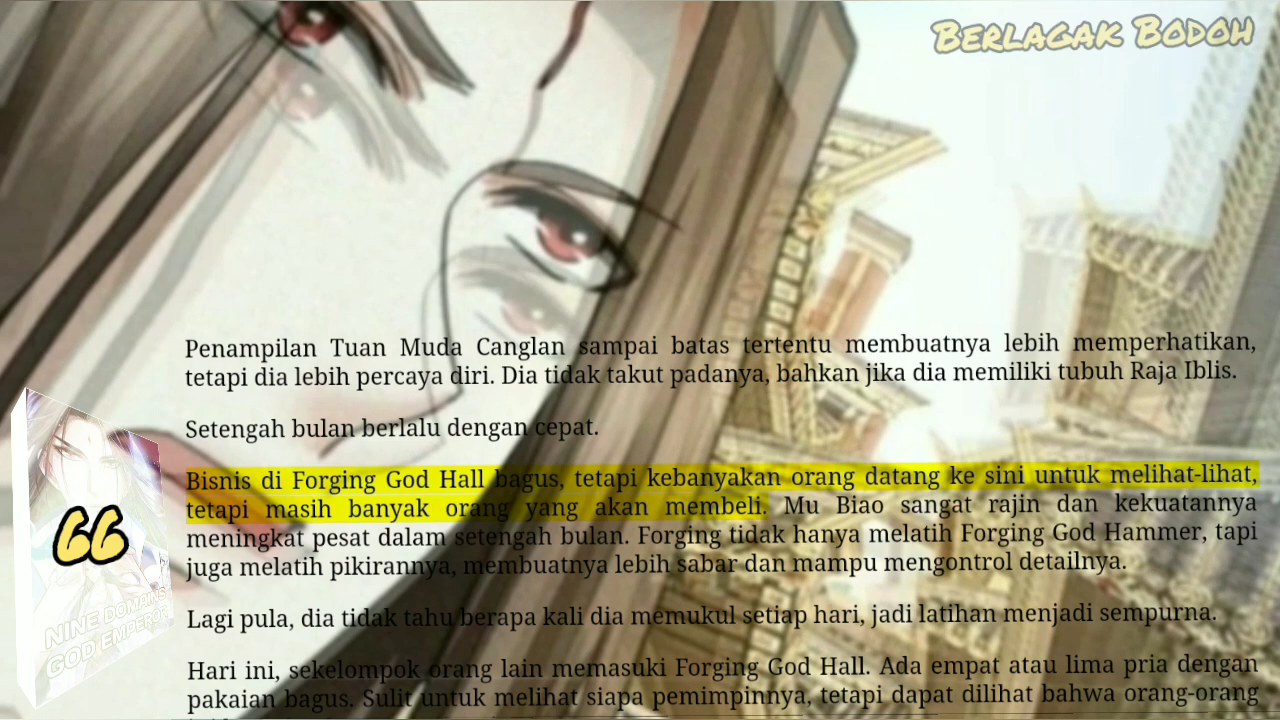 Berlagak Bodoh
Penampilan Tuan Muda Canglan sampai batas tertentu membuatnya lebih memperhatikan,
tetapi dia lebih percaya diri. Dia tidak takut padanya, bahkan jika dia memiliki tubuh Raja Iblis.
Setengah bulan berlalu dengan cepat.
Bisnis di Forging God Hall bagus, tetapi kebanyakan orang datang ke sini untuk melihat-lihat,
tetapi masih banyak orang yang akan membeli. Mu Biao sangat rajin dan kekuatannya
meningkat pesat dalam setengah bulan. Forging tidak hanya melatih Forging God Hammer, tapi
juga melatih pikirannya, membuatnya lebih sabar dan mampu mengontrol detailnya.
Lagi pula, dia tidak tahu berapa kali dia memukul setiap hari, jadi latihan menjadi sempurna.
Hari ini, sekelompok orang lain memasuki Forging God Hall. Ada empat atau lima pria dengan
pakaian bagus. Sulit untuk melihat siapa pemimpinnya, tetapi dapat dilihat bahwa orang-orang
66
NINE DOMAINS
GOD EMPEROR